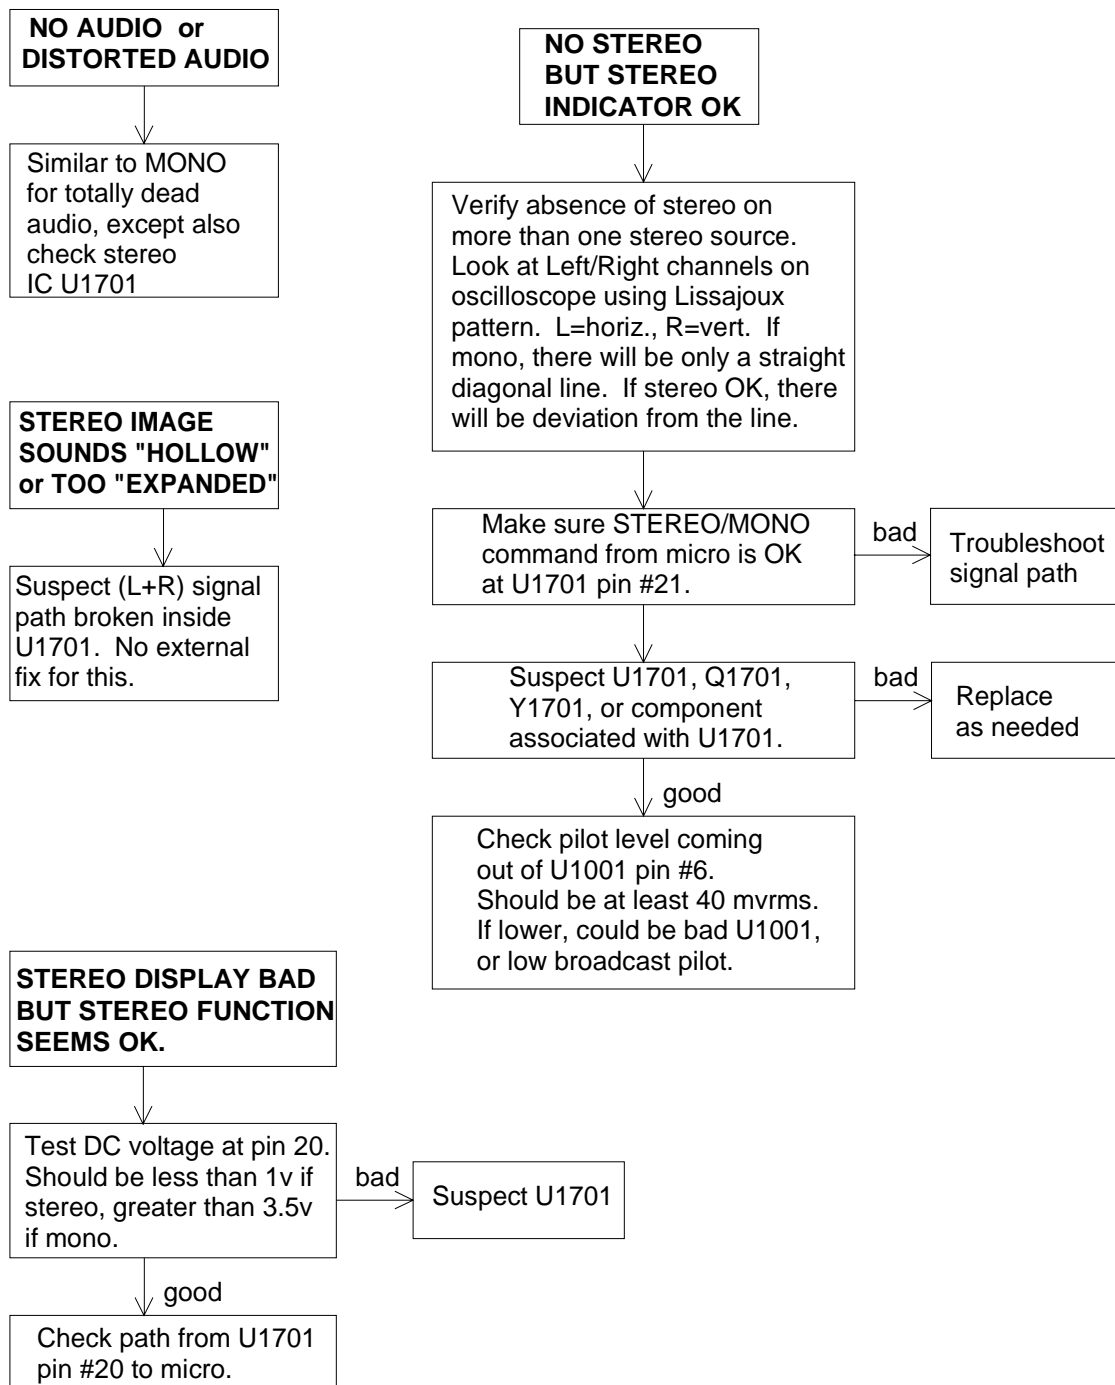 NO AUDIO or
DISTORTED AUDIO
Similar to MONO
for totally dead
audio, except also
check stereo
IC U1701
STEREO IMAGE
SOUNDS "HOLLOW"
or TOO "EXPANDED"
Suspect (L+R) signal
path broken inside
U1701. No external
fix for this.
NO STEREO
BUT STEREO
INDICATOR OK
Verify absence of stereo on
more than one stereo source.
Look at Left/Right channels on
oscilloscope using Lissajoux
pattern. L=horiz., R=vert. If
mono, there will be only a straight
diagonal line. If stereo OK, there
will be deviation from the line.
Make sure STEREO/MONO
command from micro is OK
at U1701 pin #21.
bad
Troubleshoot
signal path
Suspect U1701, Q1701,
Y1701, or component
associated with U1701.
bad
Replace
as needed
good
Check pilot level coming
out of U1001 pin #6.
Should be at least 40 mvrms.
If lower, could be bad U1001,
or low broadcast pilot.
STEREO DISPLAY BAD
BUT STEREO FUNCTION
SEEMS OK.
Test DC voltage at pin 20.
Should be less than 1v if
stereo, greater than 3.5v
if mono.
bad
Suspect U1701
good
Check path from U1701
pin #20 to micro.